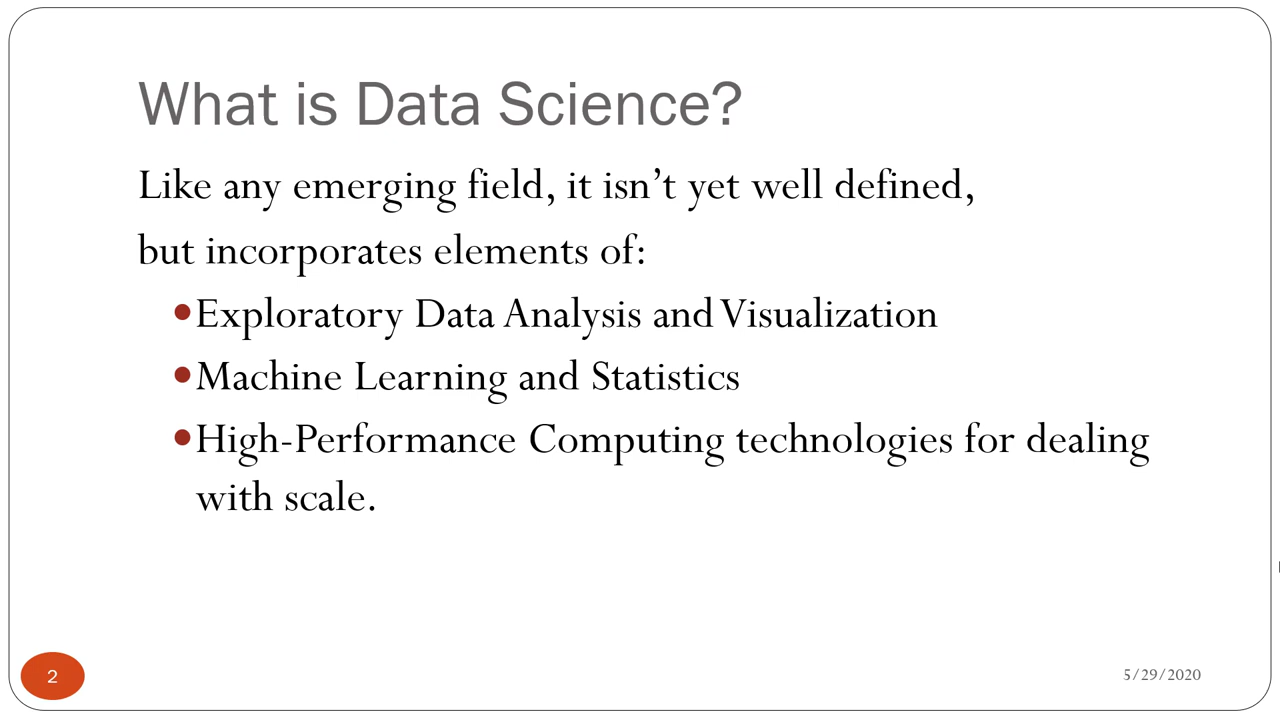 What is Data Science?
Like any emerging field, it isn’t yet well defined,
but incorporates elements of:
•Exploratory Data Analysis and Visualization
•Machine Learning and Statistics
•High-Performance Computing technologies for dealing
with scale.
2
5/29/2020